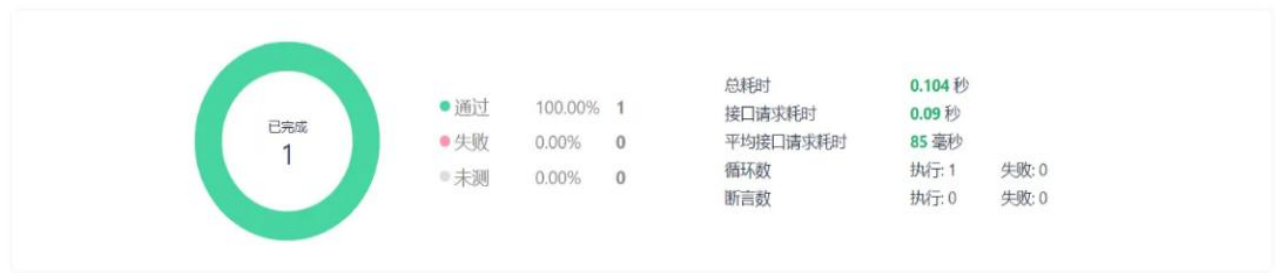 已完成
1
通过 100.00% 1
失败 0.00% 0
未测 0.00% 0
总耗时 0.104 秒
接口请求耗时 0.09 秒
平均接口请求耗时 85 毫秒
循环数 执行: 1 失败: 0
断言数 执行: 0 失败: 0